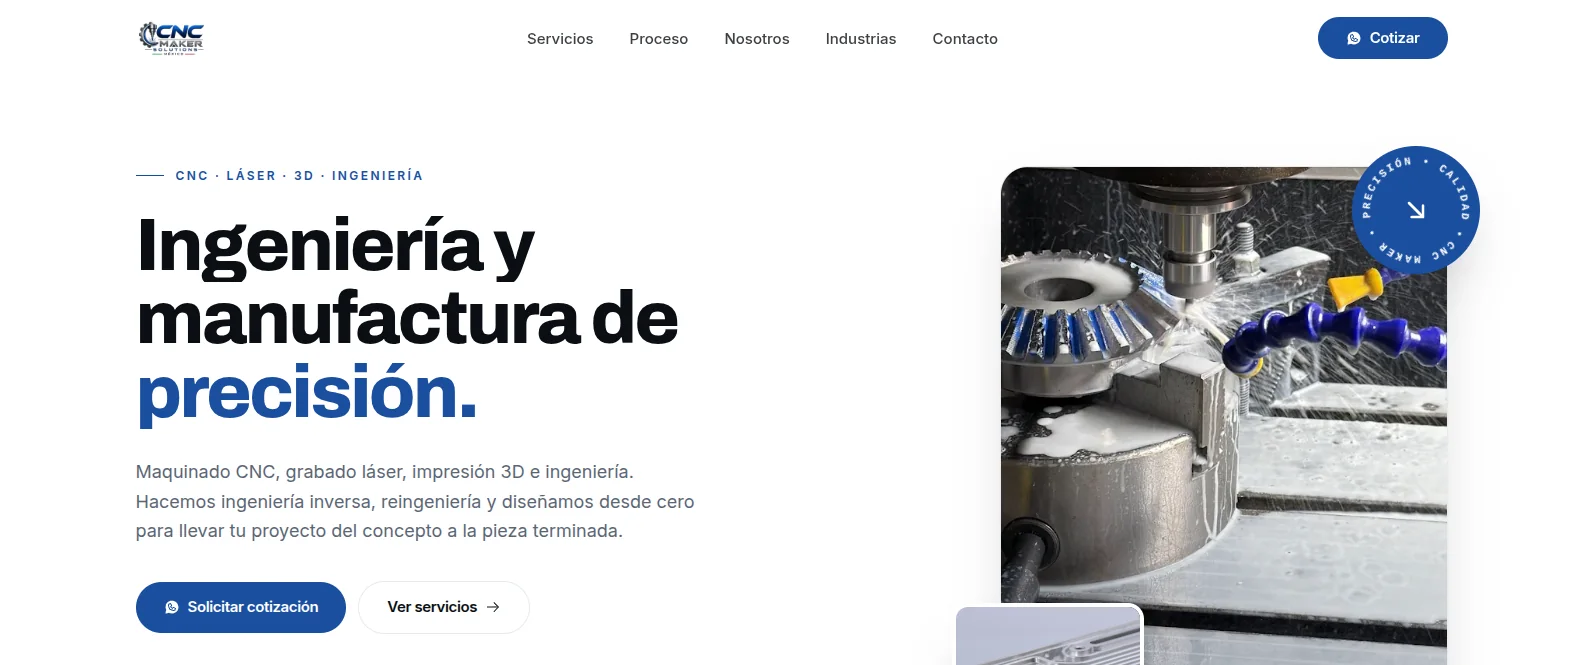 CNC
MAKER
SOLUTIONS
MÉXICO
Servicios
Proceso
Nosotros
Industrias
Contacto
Cotizar
CNC · LÁSER · 3D · INGENIERÍA
Ingeniería y
manufactura de
precisión.
Maquinado CNC, grabado láser, impresión 3D e ingeniería.
Hacemos ingeniería inversa, reingeniería y diseñamos desde cero
para llevar tu proyecto del concepto a la pieza terminada.
Solicitar cotización
Ver servicios
PRECISIÓN • CALIDAD • CNC MAKER •